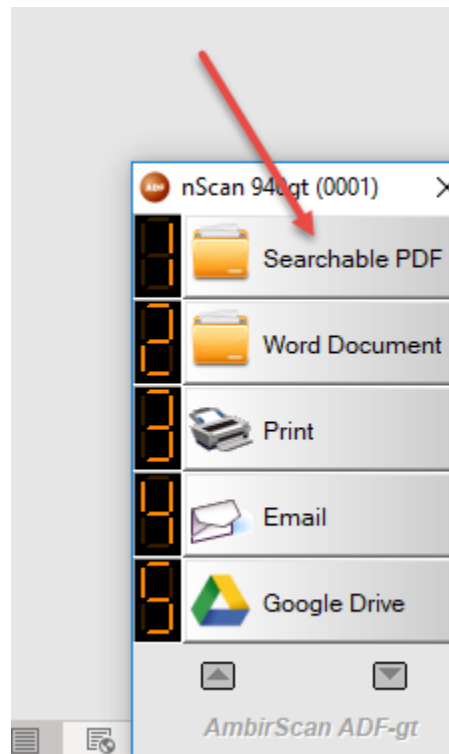 ADF nScan 940gt (0001)
1 Searchable PDF
2 Word Document
3 Print
4 Email
5 Google Drive
AmbirScan ADF-gt